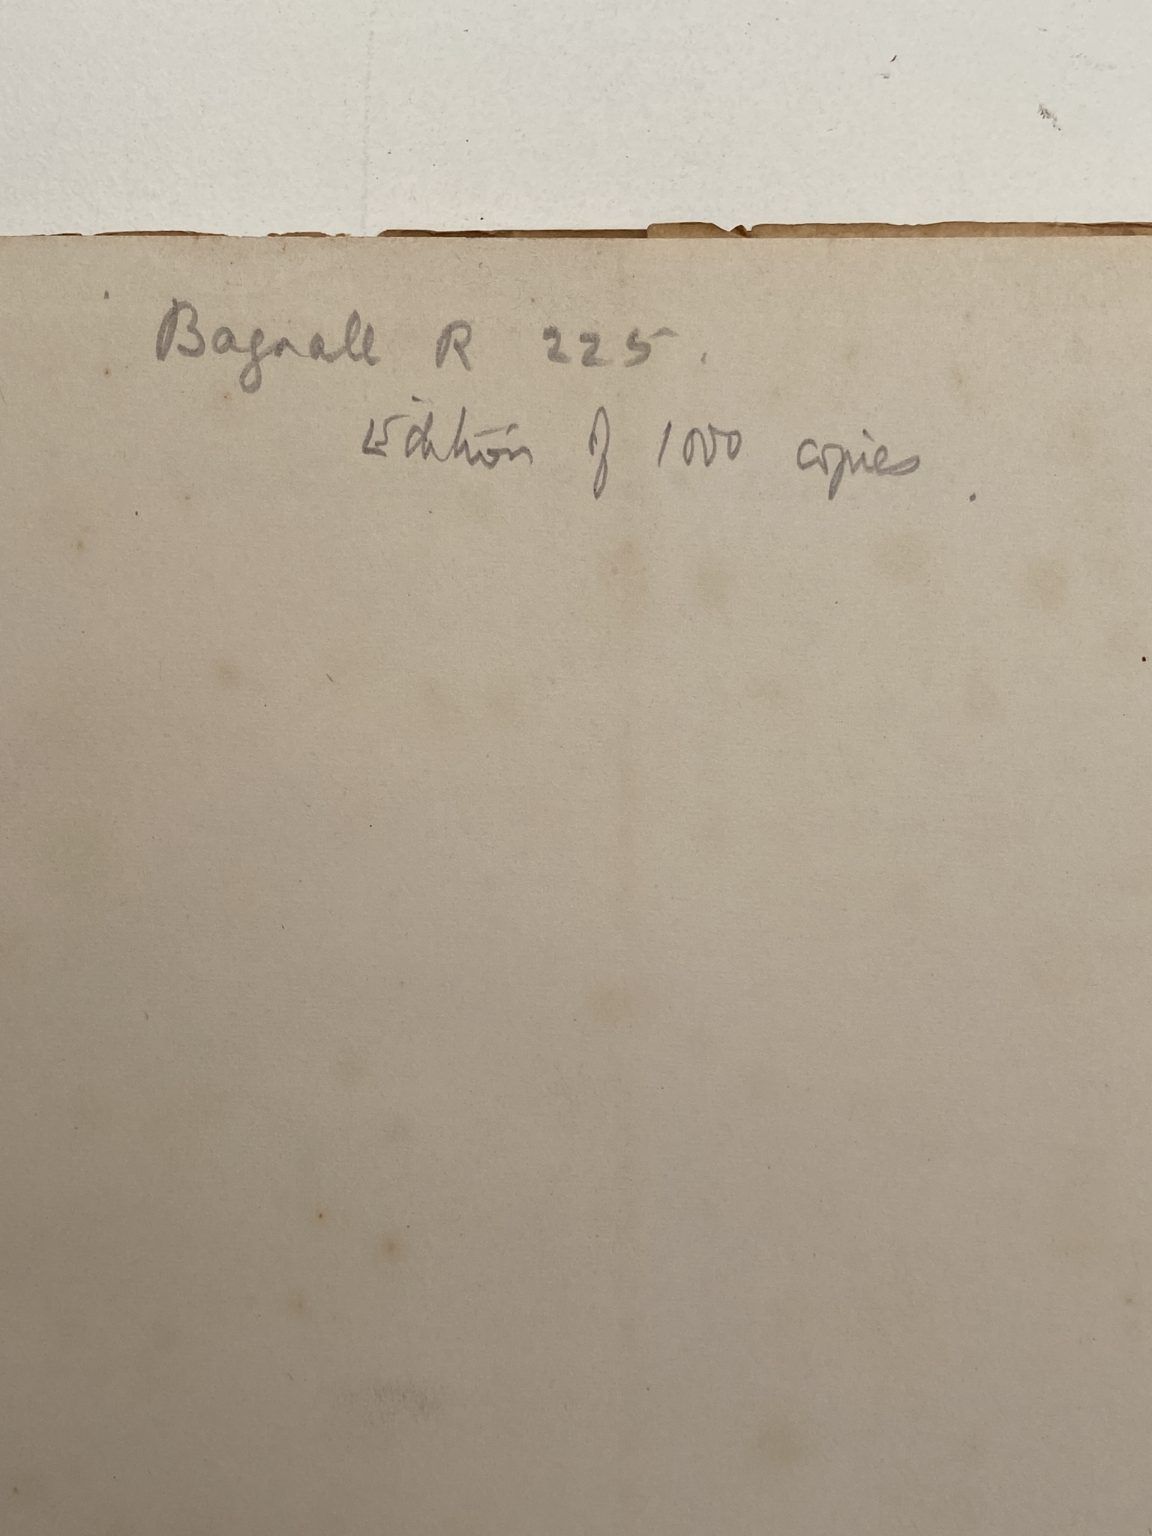 Bagnall R 225.
Edition of 1000 copies.